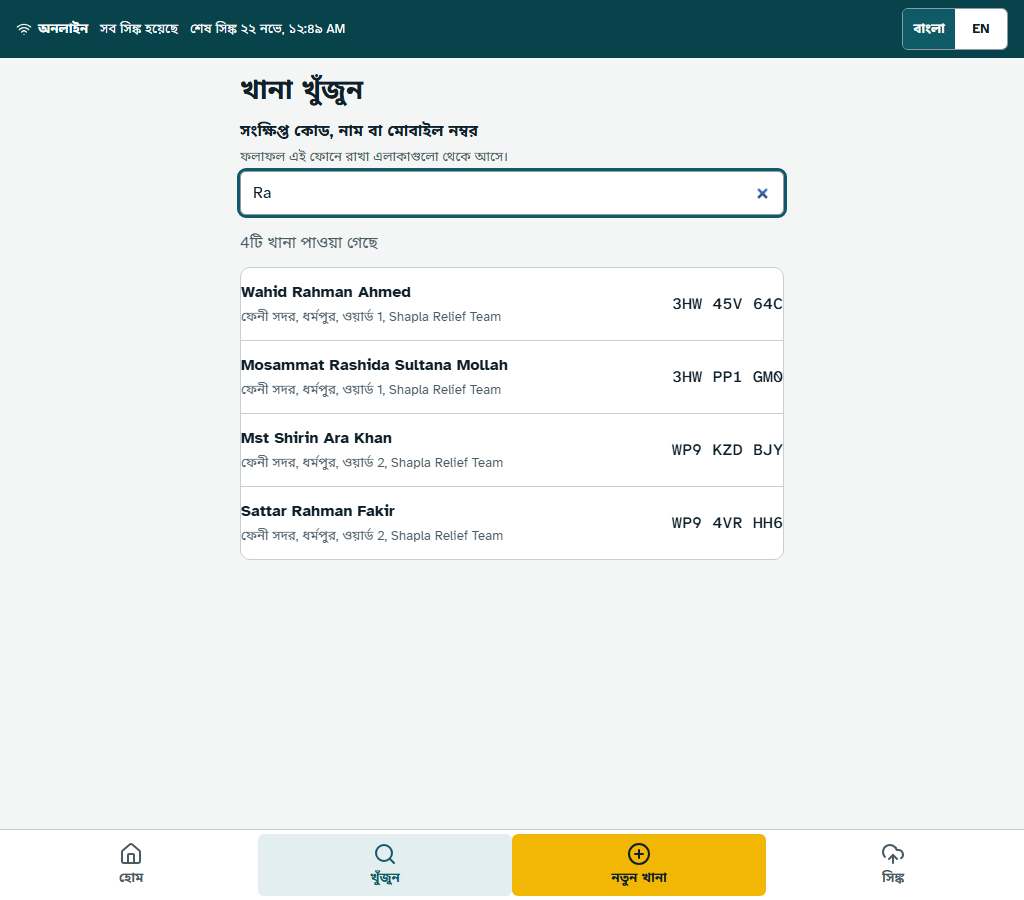 অনলাইন সব সিঙ্ক হয়েছে শেষ সিঙ্ক ২২ নভে, ১২:৪৯ AM
বাংলা EN
খানা খুঁজুন
সংক্ষিপ্ত কোড, নাম বা মোবাইল নম্বর
ফলাফল এই ফোনে রাখা এলাকাগুলো থেকে আসে।
Ra
4টি খানা পাওয়া গেছে
Wahid Rahman Ahmed
ফেনী সদর, ধর্মপুর, ওয়ার্ড 1, Shapla Relief Team
3HW 45V 64C
Mosammat Rashida Sultana Mollah
ফেনী সদর, ধর্মপুর, ওয়ার্ড 1, Shapla Relief Team
3HW PP1 GM0
Mst Shirin Ara Khan
ফেনী সদর, ধর্মপুর, ওয়ার্ড 2, Shapla Relief Team
WP9 KZD BJY
Sattar Rahman Fakir
ফেনী সদর, ধর্মপুর, ওয়ার্ড 2, Shapla Relief Team
WP9 4VR HH6
হোম
খুঁজুন
নতুন খানা
সিঙ্ক